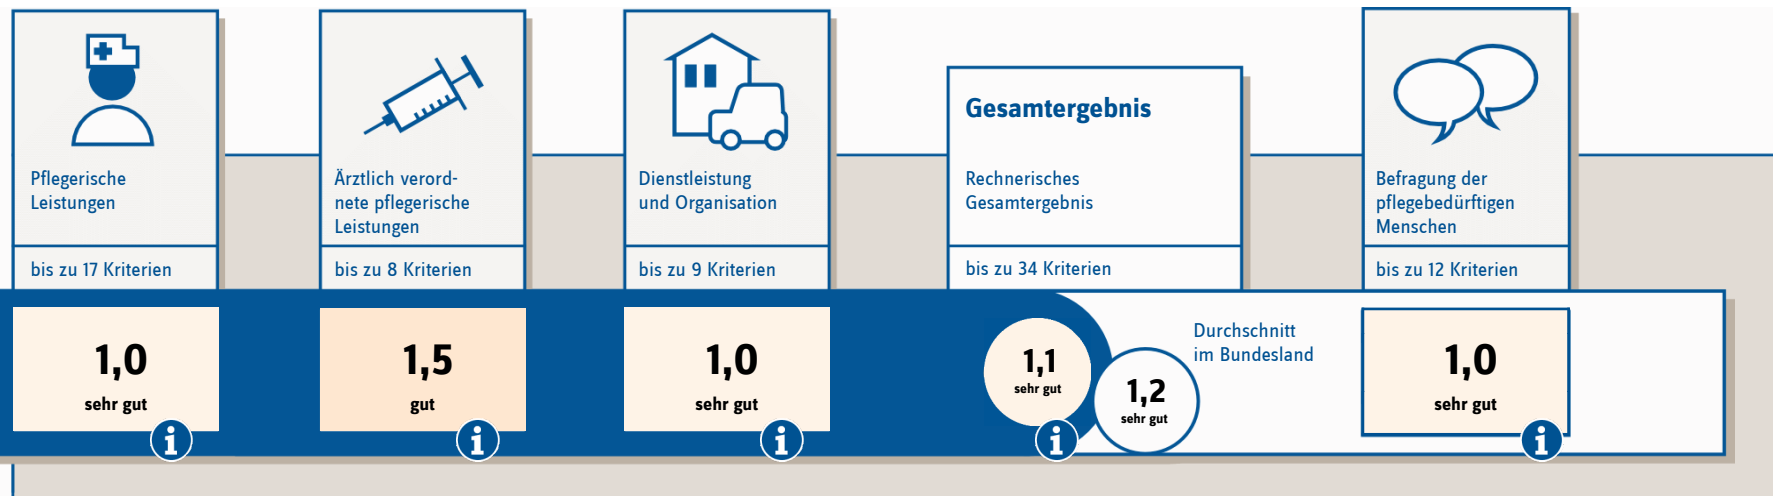 Pflegerische
Leistungen
bis zu 17 Kriterien
1,0
sehr gut
i
Ärztlich verord-
nete pflegerische
Leistungen
bis zu 8 Kriterien
1,5
gut
i
Dienstleistung
und Organisation
bis zu 9 Kriterien
1,0
sehr gut
i
Gesamtergebnis
Rechnerisches
Gesamtergebnis
bis zu 34 Kriterien
1,1
sehr gut
i
1,2
sehr gut
Durchschnitt
im Bundesland
Befragung der
pflegebedürftigen
Menschen
bis zu 12 Kriterien
1,0
sehr gut
i